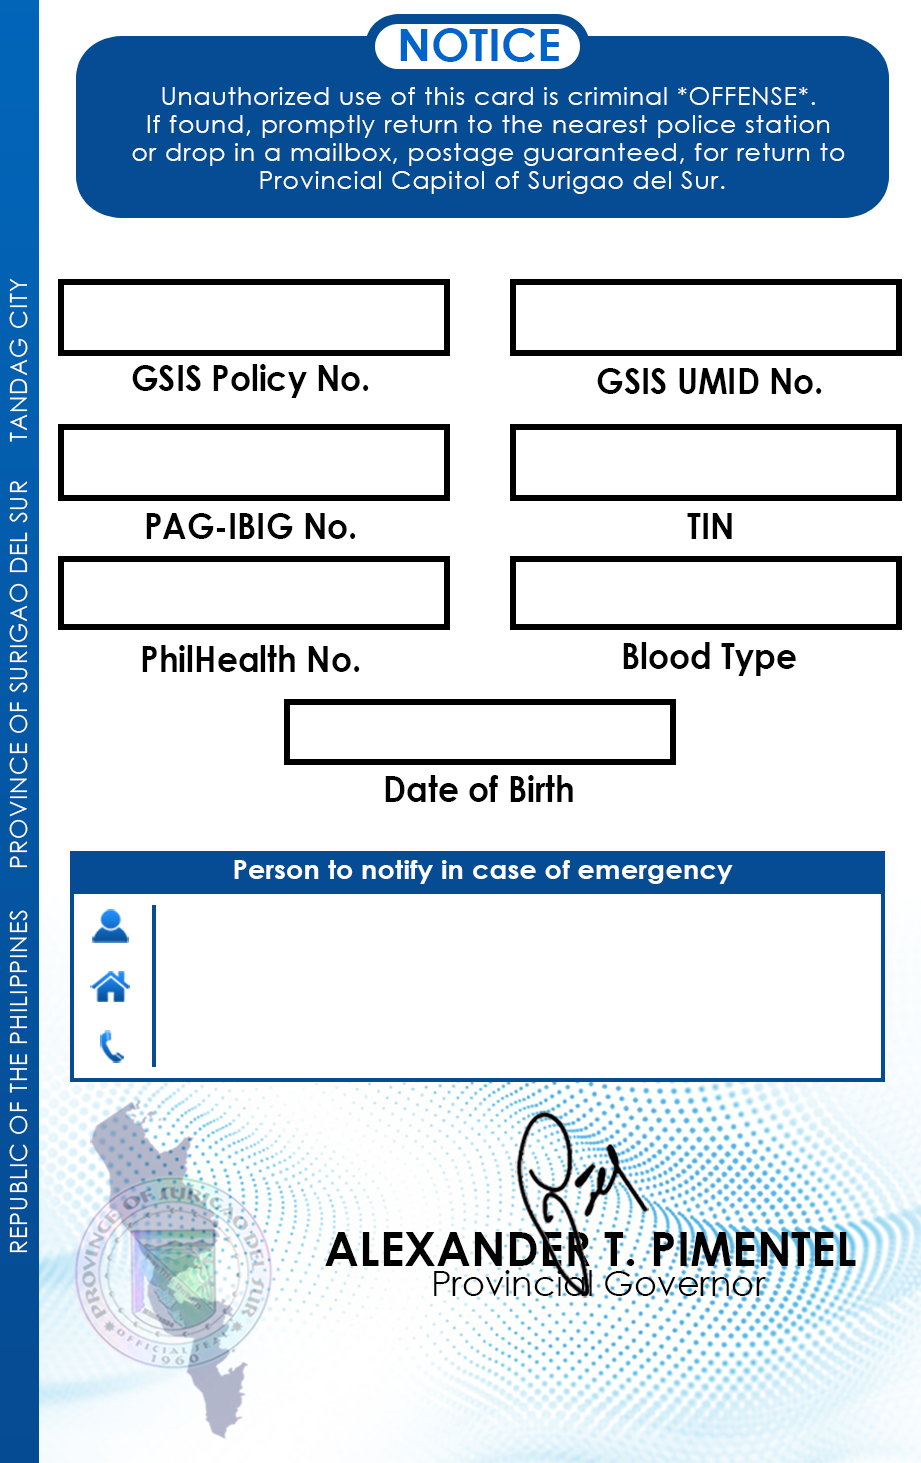 NOTICE
Unauthorized use of this card is criminal *OFFENSE*.
If found, promptly return to the nearest police station
or drop in a mailbox, postage guaranteed, for return to
Provincial Capitol of Surigao del Sur.
REPUBLIC OF THE PHILIPPINES PROVINCE OF SURIGAO DEL SUR TANDAG CITY
GSIS Policy No.
GSIS UMID No.
PAG-IBIG No.
TIN
PhilHealth No.
Blood Type
Date of Birth
Person to notify in case of emergency
PROVINCE OF SURIGAO DEL SUR
OFFICIAL SEAL
1960
ALEXANDER T. PIMENTEL
Provincial Governor